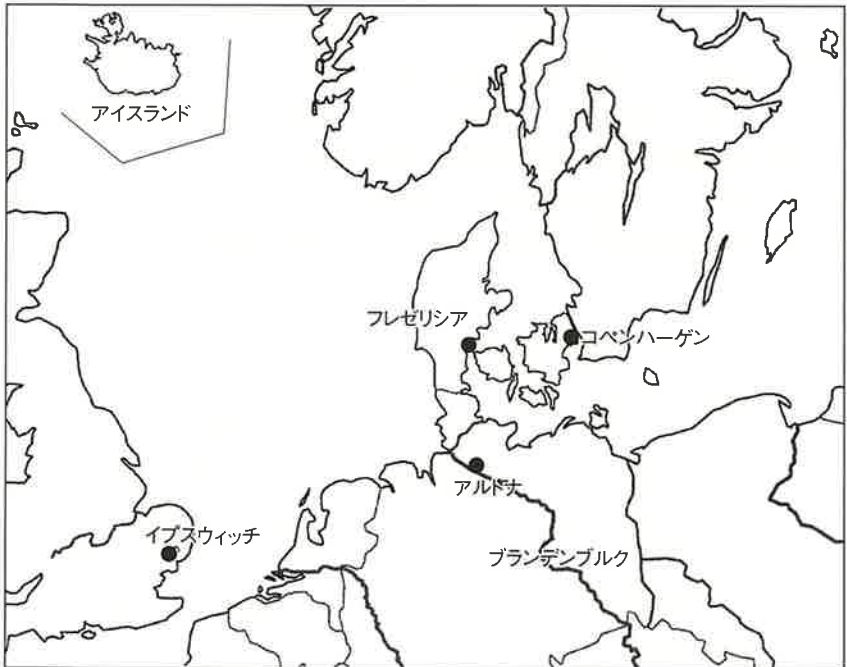 アイスランド
フレゼリシア
コペンハーゲン
アルトナ
イプスウィッチ
ブランデンブルク